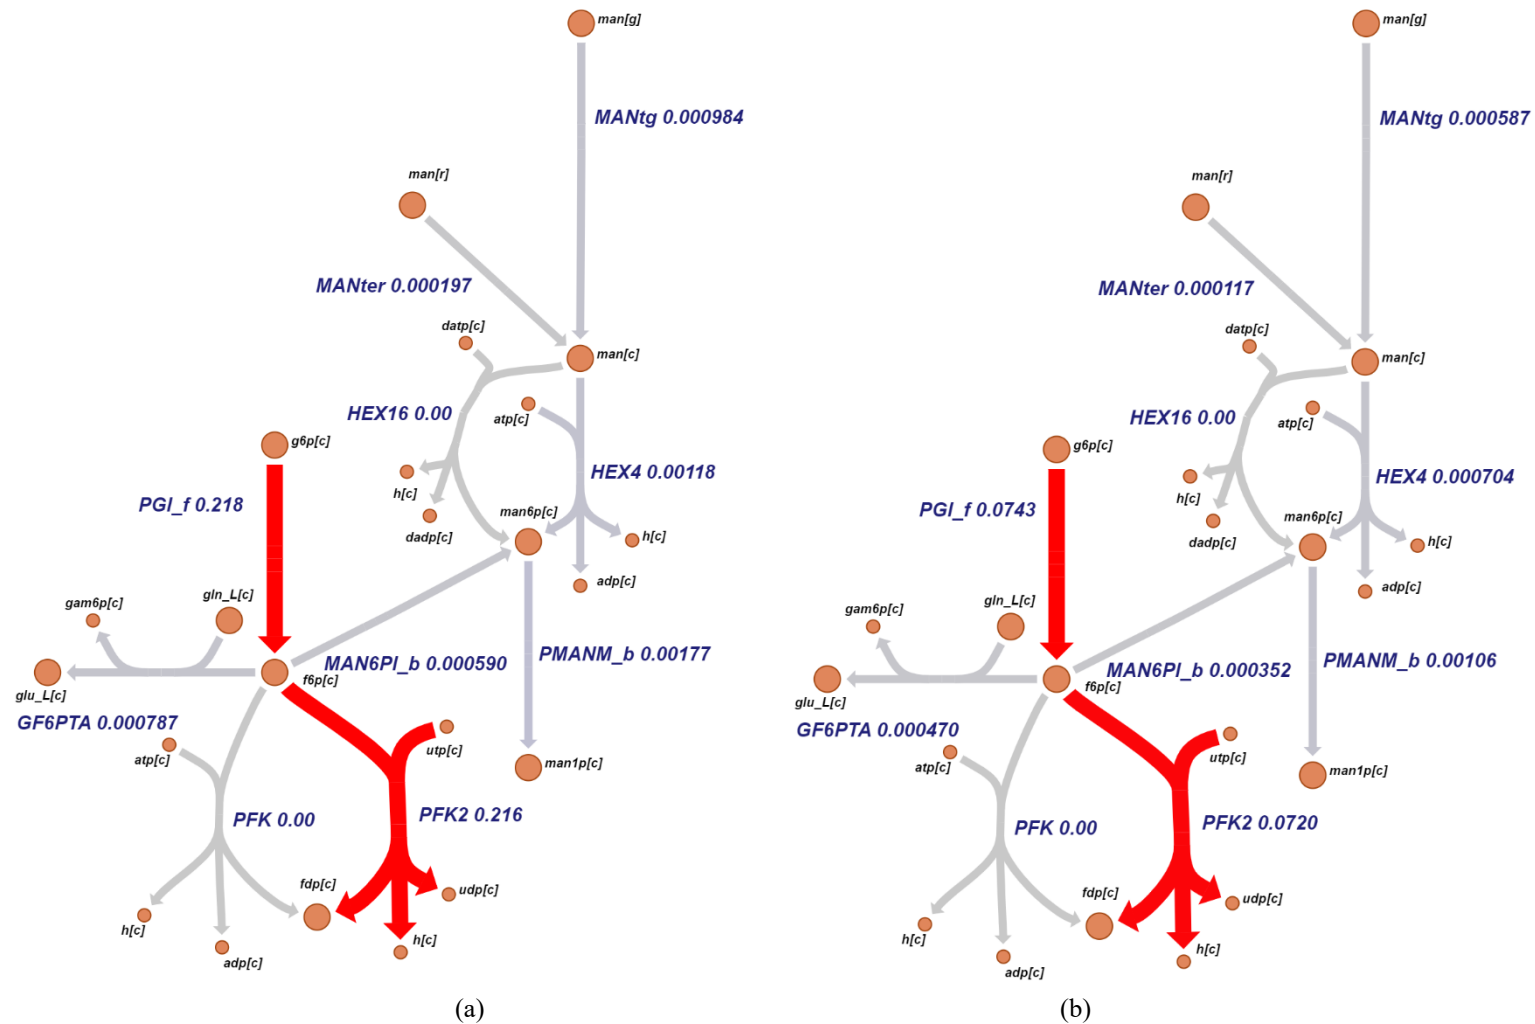 man[g]
MANtg 0.000984
man[r]
MANter 0.000197
datp[c]
man[c]
HEX16 0.00
atp[c]
g6p[c]
HEX4 0.00118
h[c]
PGI_f 0.218
man6p[c]
dadp[c]
h[c]
adp[c]
gam6p[c]
gln_L[c]
MAN6PI_b 0.000590
PMANM_b 0.00177
f6p[c]
glu_L[c]
GF6PTA 0.000787
atp[c]
utp[c]
man1p[c]
PFK 0.00
PFK2 0.216
fdp[c]
udp[c]
h[c]
h[c]
adp[c]
(a)
man[g]
MANtg 0.000587
man[r]
MANter 0.000117
datp[c]
man[c]
HEX16 0.00
atp[c]
g6p[c]
HEX4 0.000704
h[c]
PGI_f 0.0743
man6p[c]
dadp[c]
h[c]
adp[c]
gam6p[c]
gln_L[c]
MAN6PI_b 0.000352
PMANM_b 0.00106
f6p[c]
glu_L[c]
GF6PTA 0.000470
atp[c]
utp[c]
man1p[c]
PFK 0.00
PFK2 0.0720
fdp[c]
udp[c]
h[c]
h[c]
adp[c]
(b)